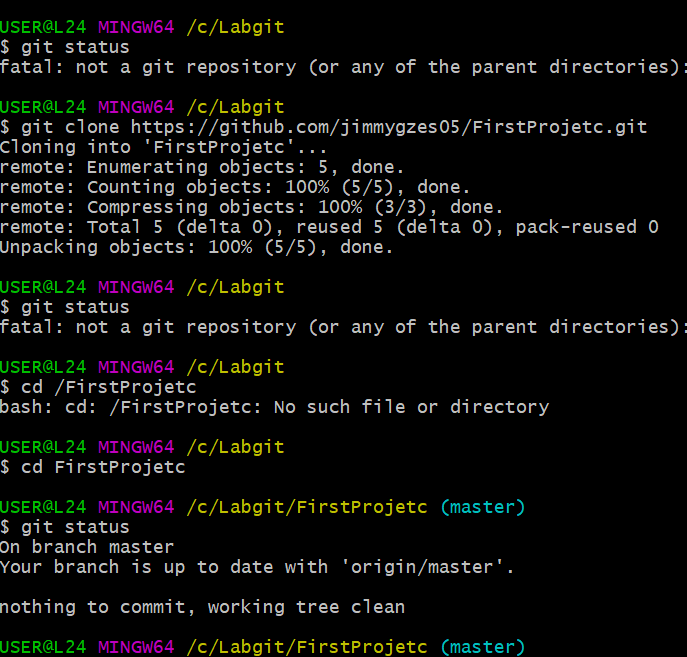 USER@L24 MINGW64 /c/Labgit
$ git status
fatal: not a git repository (or any of the parent directories):
USER@L24 MINGW64 /c/Labgit
$ git clone https://github.com/jimmygzes05/FirstProjetc.git
Cloning into 'FirstProjetc'...
remote: Enumerating objects: 5, done.
remote: Counting objects: 100% (5/5), done.
remote: Compressing objects: 100% (3/3), done.
remote: Total 5 (delta 0), reused 5 (delta 0), pack-reused 0
Unpacking objects: 100% (5/5), done.
USER@L24 MINGW64 /c/Labgit
$ git status
fatal: not a git repository (or any of the parent directories):
USER@L24 MINGW64 /c/Labgit
$ cd /FirstProjetc
bash: cd: /FirstProjetc: No such file or directory
USER@L24 MINGW64 /c/Labgit
$ cd FirstProjetc
USER@L24 MINGW64 /c/Labgit/FirstProjetc (master)
$ git status
On branch master
Your branch is up to date with 'origin/master'.
nothing to commit, working tree clean
USER@L24 MINGW64 /c/Labgit/FirstProjetc (master)